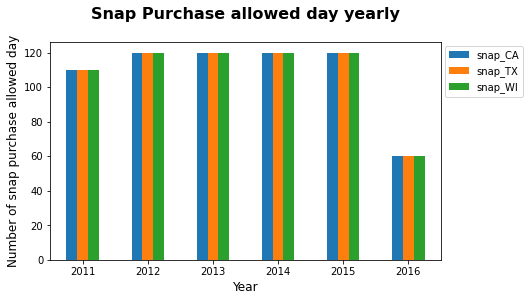 Snap Purchase allowed day yearly
Number of snap purchase allowed day
120
100
80
60
40
20
0
2011 2012 2013 2014 2015 2016
Year
snap_CA
snap_TX
snap_WI